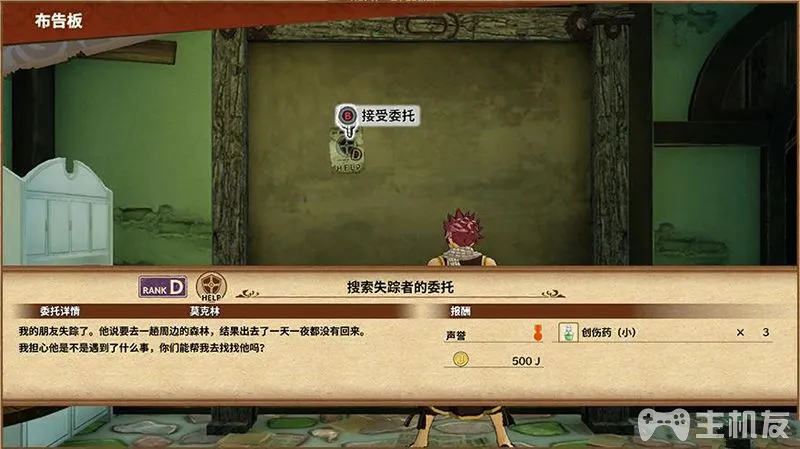 布告板
B 接受委托
D
HELP
RANK D
HELP
搜索失踪者的委托
委托详情
莫克林
报酬
我的朋友失踪了。他说要去一趟周边的森林，结果出去了一天一夜都没有回来。
我担心他是不是遇到了什么事，你们能帮我去找找他吗？
声誉
创伤药（小） × 3
500 J
主机友